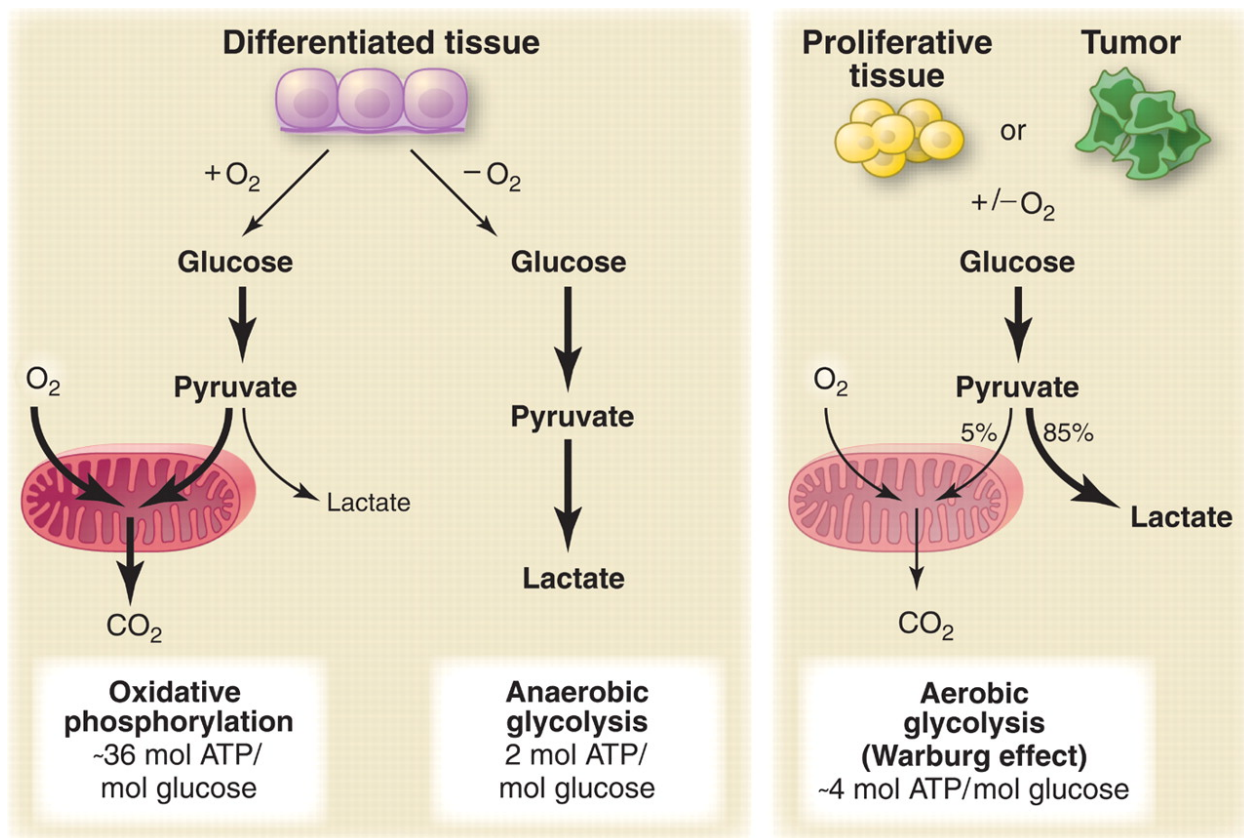 Differentiated tissue
+ O₂
− O₂
Glucose
Glucose
O₂
Pyruvate
Pyruvate
Lactate
Lactate
CO₂
Oxidative
phosphorylation
~36 mol ATP/
mol glucose
Anaerobic
glycolysis
2 mol ATP/
mol glucose
Proliferative
tissue
or
Tumor
+/− O₂
Glucose
O₂
Pyruvate
5%
85%
Lactate
CO₂
Aerobic
glycolysis
(Warburg effect)
~4 mol ATP/mol glucose